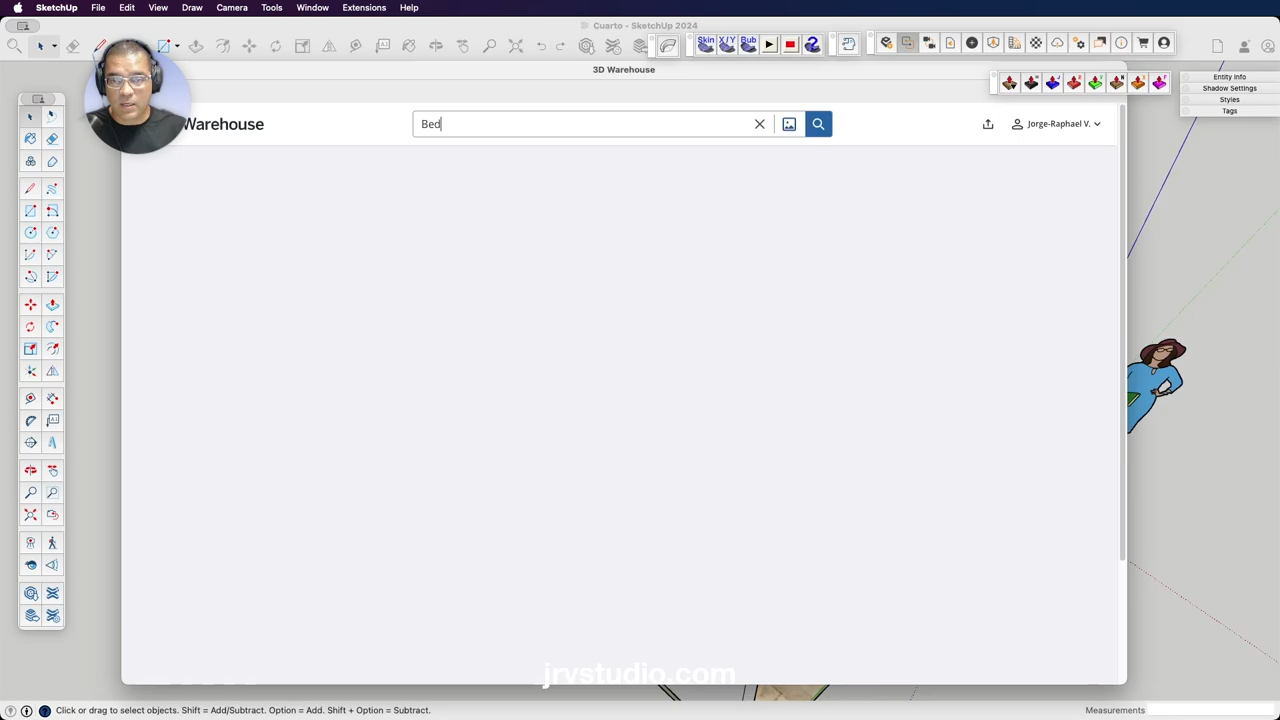 SketchUp File Edit View Draw Camera Tools Window Extensions Help
Cuarto - SketchUp 2024
Skin X/Y Bub
3D Warehouse
Entity Info
Shadow Settings
Styles
Tags
Warehouse
Bed
Jorge-Raphael V.
jrvstudio.com
Click or drag to select objects. Shift = Add/Subtract. Option = Add. Shift + Option = Subtract.
Measurements